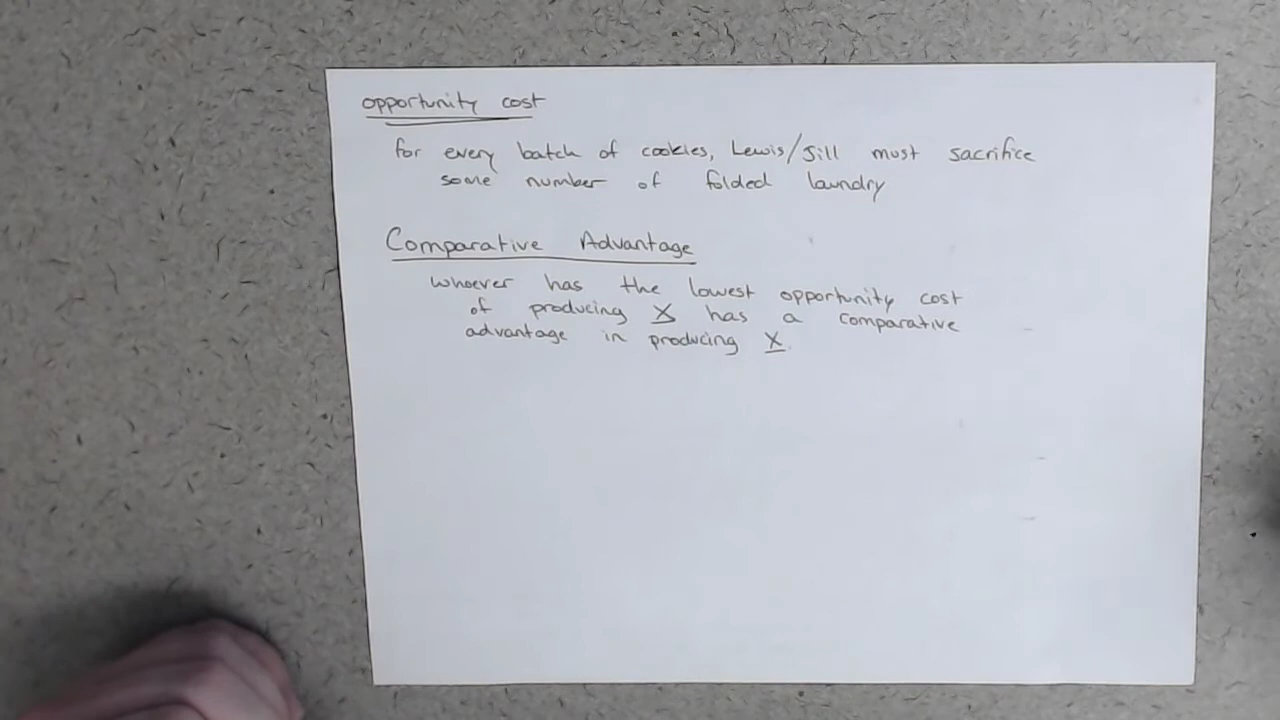 opportunity cost
for every batch of cookies, Lewis/Jill must sacrifice
some number of folded laundry
Comparative Advantage
whoever has the lowest opportunity cost
of producing X has a comparative
advantage in producing X.